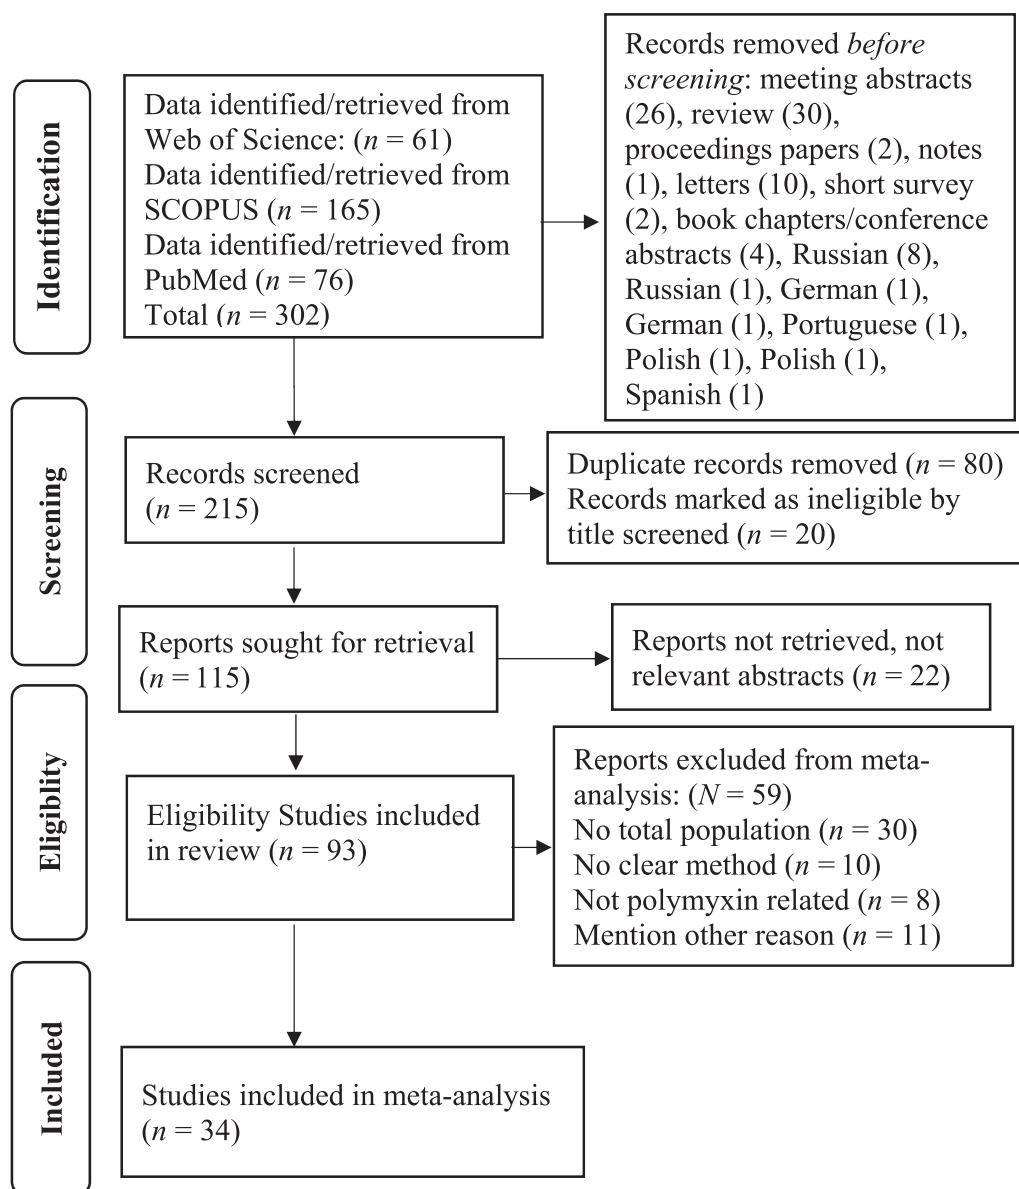 Identification
Data identified/retrieved from
Web of Science: (n = 61)
Data identified/retrieved from
SCOPUS (n = 165)
Data identified/retrieved from
PubMed (n = 76)
Total (n = 302)
Records removed before
screening: meeting abstracts
(26), review (30),
proceedings papers (2), notes
(1), letters (10), short survey
(2), book chapters/conference
abstracts (4), Russian (8),
Russian (1), German (1),
German (1), Portuguese (1),
Polish (1), Polish (1),
Spanish (1)
Screening
Records screened
(n = 215)
Duplicate records removed (n = 80)
Records marked as ineligible by
title screened (n = 20)
Reports sought for retrieval
(n = 115)
Reports not retrieved, not
relevant abstracts (n = 22)
Eligiblity
Eligibility Studies included
in review (n = 93)
Reports excluded from meta-
analysis: (N = 59)
No total population (n = 30)
No clear method (n = 10)
Not polymyxin related (n = 8)
Mention other reason (n = 11)
Included
Studies included in meta-analysis
(n = 34)